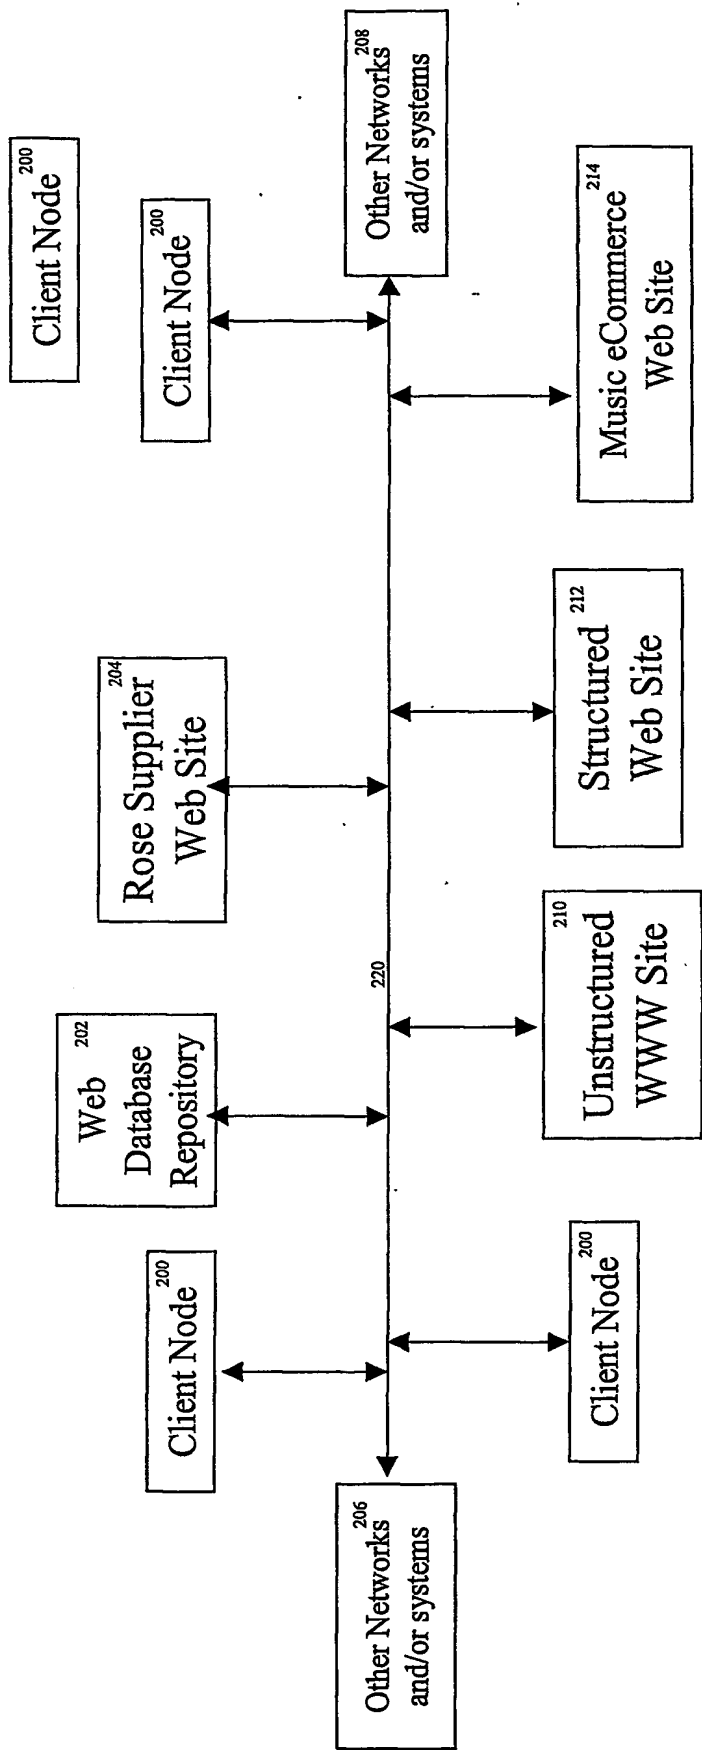 200
Client Node
200
Client Node
208
Other Networks
and/or systems
204
Rose Supplier
Web Site
202
Web
Database
Repository
200
Client Node
220
206
Other Networks
and/or systems
200
Client Node
210
Unstructured
WWW Site
212
Structured
Web Site
214
Music eCommerce
Web Site